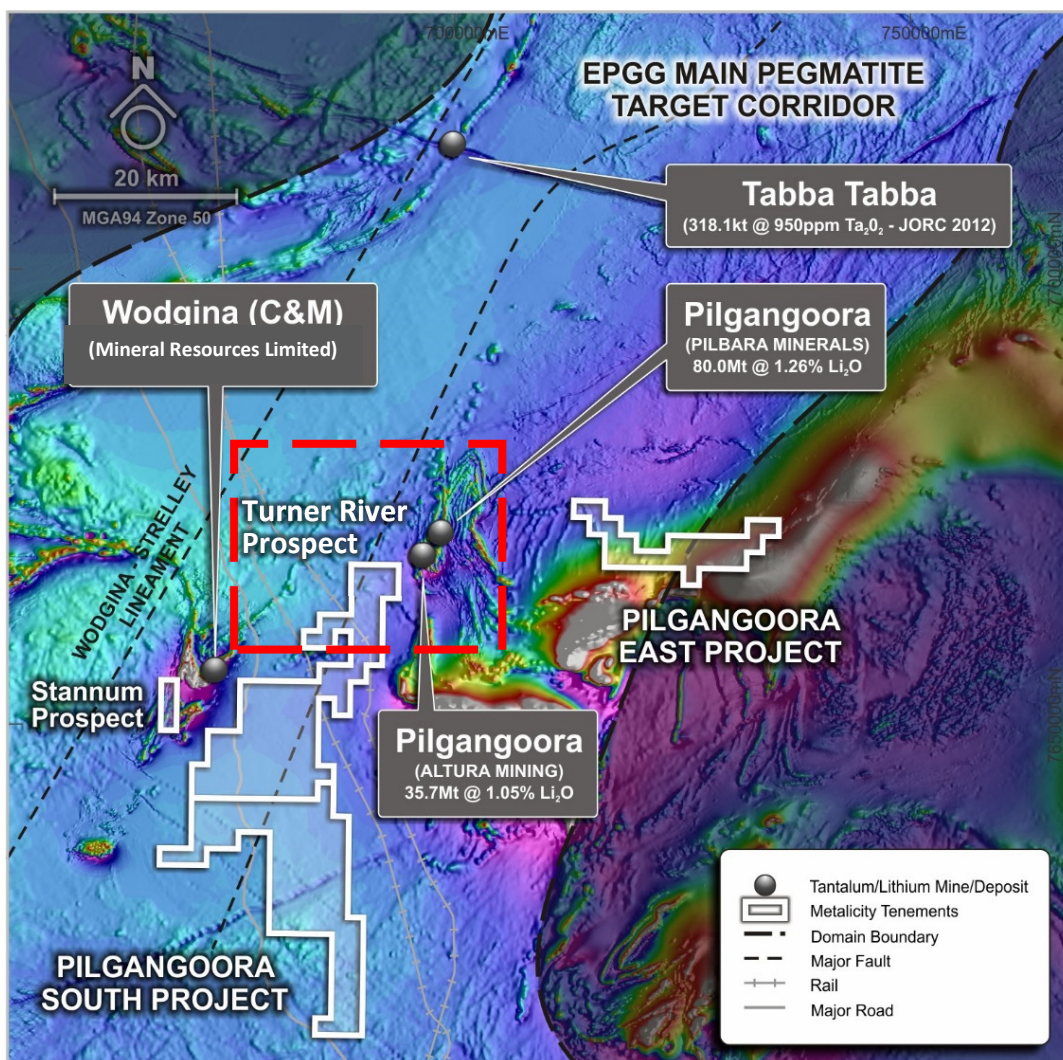 700000mE
750000mE
N
20 km
MGA94 Zone 50
EPGG MAIN PEGMATITE
TARGET CORRIDOR
Tabba Tabba
(318.1kt @ 950ppm Ta₂0₂ - JORC 2012)
Wodgina (C&M)
(Mineral Resources Limited)
Pilgangoora
(PILBARA MINERALS)
80.0Mt @ 1.26% Li₂O
Turner River
Prospect
WODGINA - STRELLEY
LINEAMENT
PILGANGOORA
EAST PROJECT
Stannum
Prospect
Pilgangoora
(ALTURA MINING)
35.7Mt @ 1.05% Li₂O
PILGANGOORA
SOUTH PROJECT
Tantalum/Lithium Mine/Deposit
Metalicity Tenements
Domain Boundary
Major Fault
Rail
Major Road